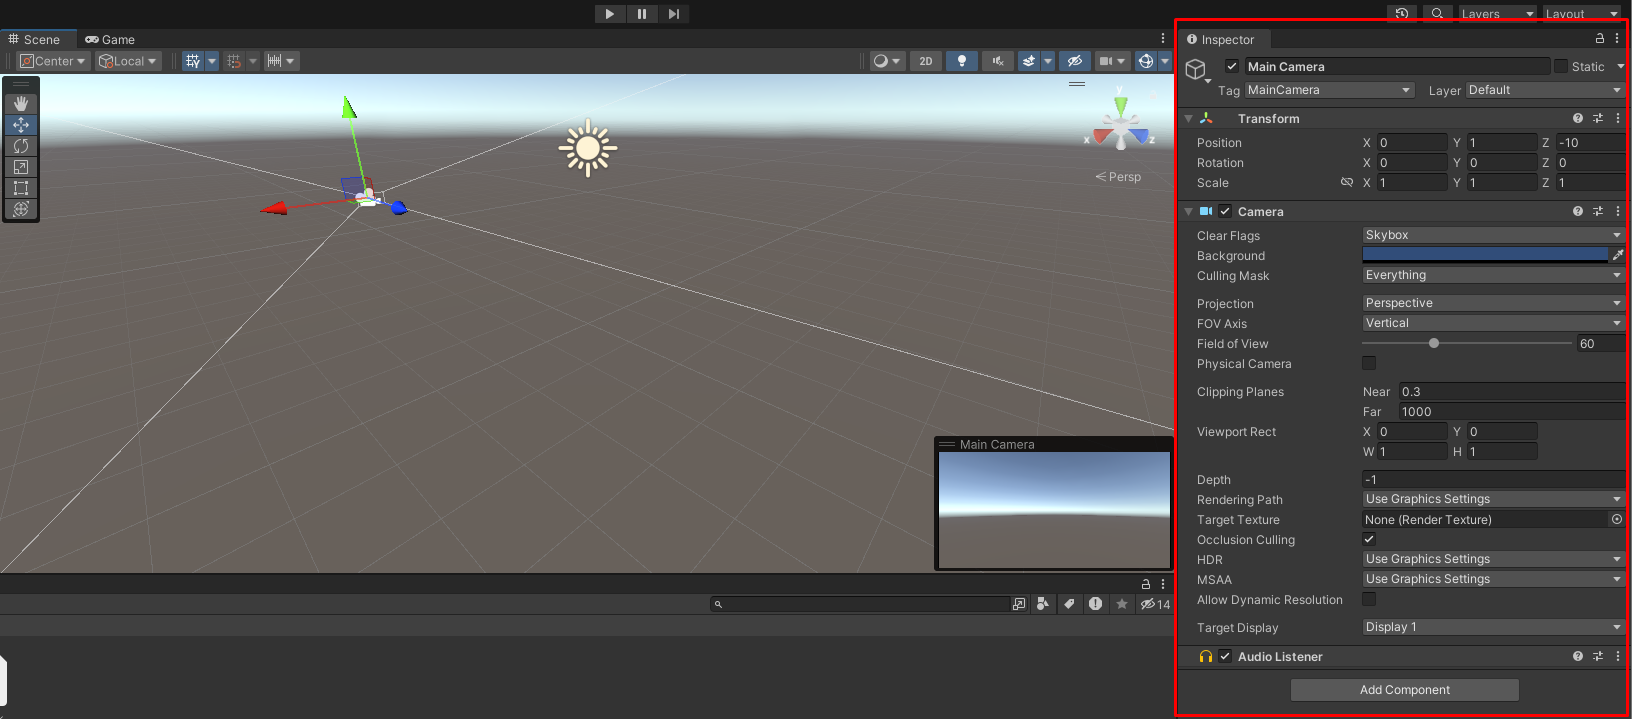 Layers Layout
Scene Game
Center Local 2D
y
x z
Persp
Main Camera
14
Inspector
Main Camera Static
Tag MainCamera Layer Default
Transform
Position X 0 Y 1 Z -10
Rotation X 0 Y 0 Z 0
Scale X 1 Y 1 Z 1
Camera
Clear Flags Skybox
Background
Culling Mask Everything
Projection Perspective
FOV Axis Vertical
Field of View 60
Physical Camera
Clipping Planes Near 0.3
Far 1000
Viewport Rect X 0 Y 0
W 1 H 1
Depth -1
Rendering Path Use Graphics Settings
Target Texture None (Render Texture)
Occlusion Culling
HDR Use Graphics Settings
MSAA Use Graphics Settings
Allow Dynamic Resolution
Target Display Display 1
Audio Listener
Add Component